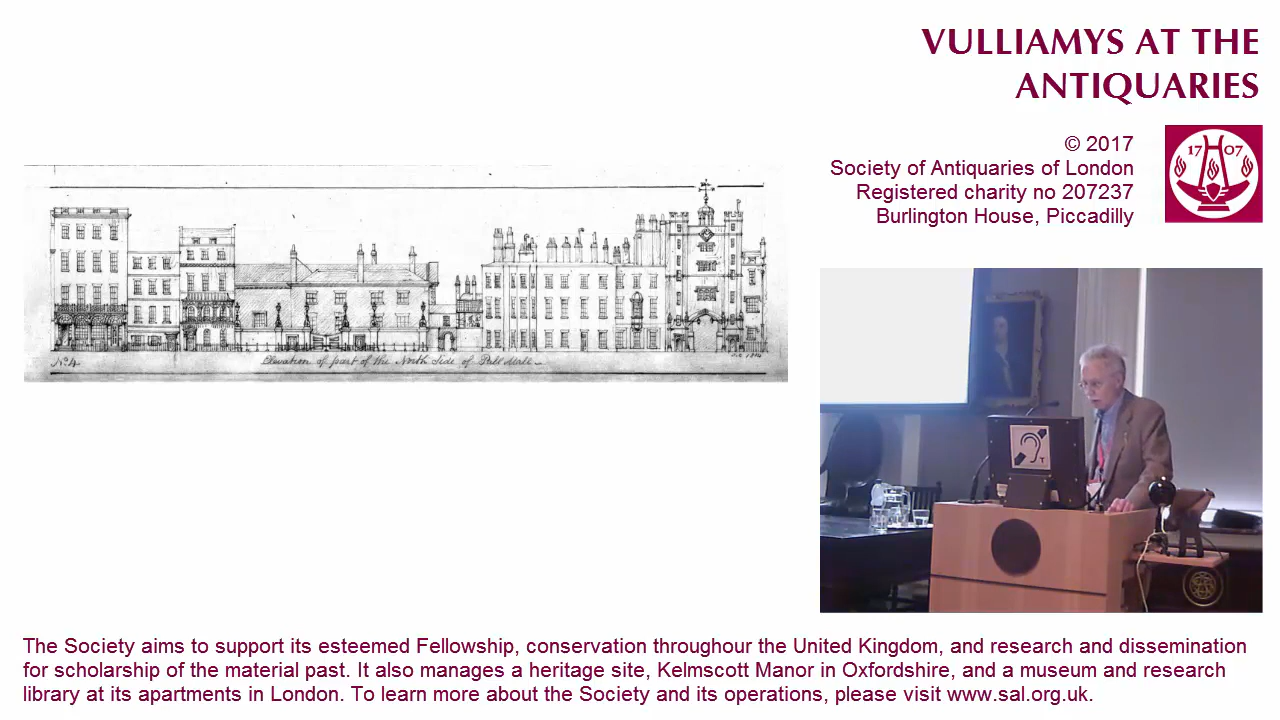 VULLIAMYS AT THE
ANTIQUARIES
© 2017
Society of Antiquaries of London
Registered charity no 207237
Burlington House, Piccadilly
17 07
No. 4
Elevation of part of the North Side of Pall Mall
T
The Society aims to support its esteemed Fellowship, conservation throughour the United Kingdom, and research and dissemination
for scholarship of the material past. It also manages a heritage site, Kelmscott Manor in Oxfordshire, and a museum and research
library at its apartments in London. To learn more about the Society and its operations, please visit www.sal.org.uk.